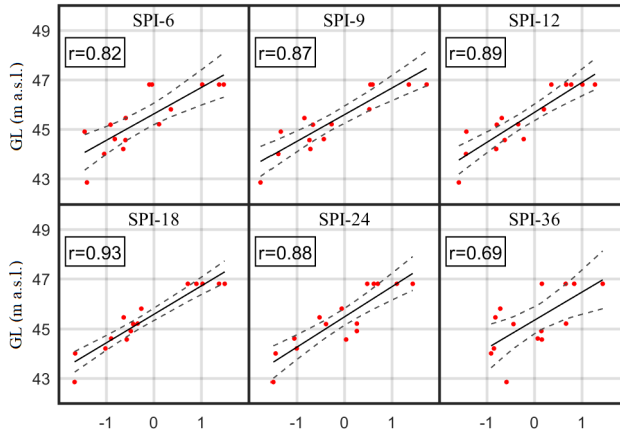 SPI-6 SPI-9 SPI-12
49
r=0.82 r=0.87 r=0.89
47
GL (m a.s.l.)
45
43
SPI-18 SPI-24 SPI-36
49
r=0.93 r=0.88 r=0.69
47
GL (m a.s.l.)
45
43
-1 0 1 -1 0 1 -1 0 1